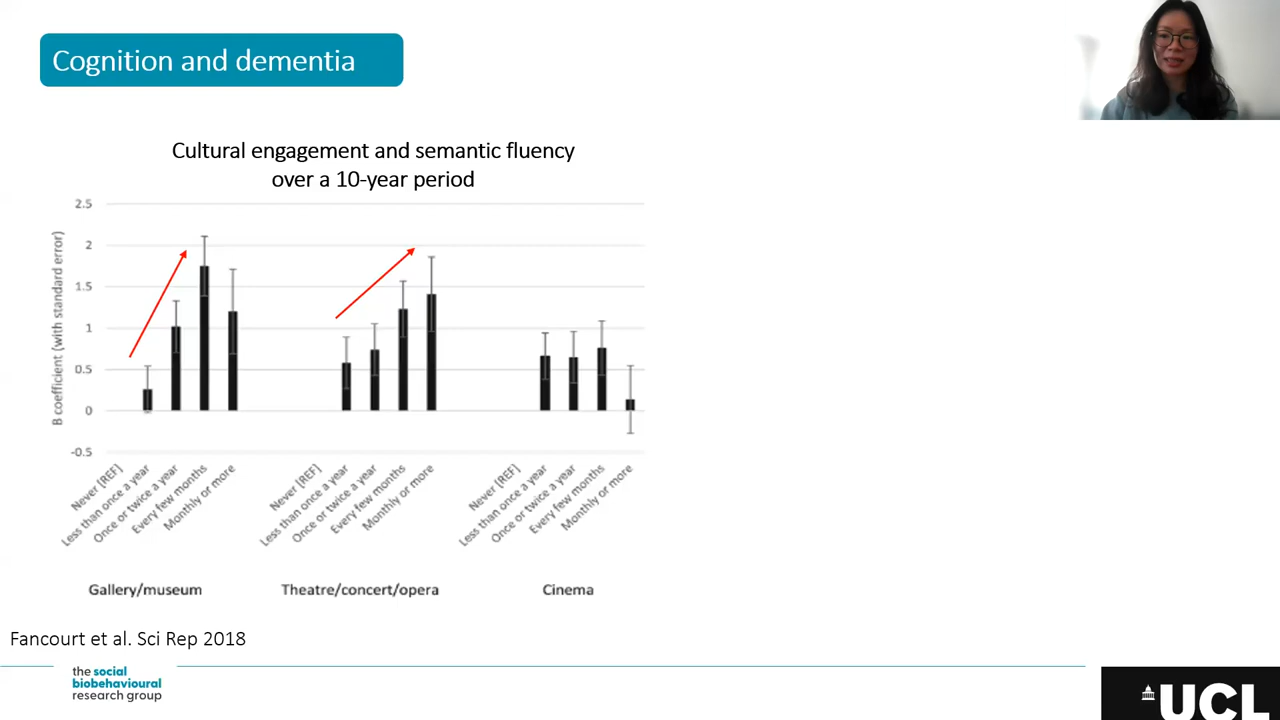 Cognition and dementia
Cultural engagement and semantic fluency
over a 10-year period
B coefficient (with standard error)
2.5
2
1.5
1
0.5
0
-0.5
Never [REF]
Less than once a year
Once or twice a year
Every few months
Monthly or more
Never [REF]
Less than once a year
Once or twice a year
Every few months
Monthly or more
Never [REF]
Less than once a year
Once or twice a year
Every few months
Monthly or more
Gallery/museum
Theatre/concert/opera
Cinema
Fancourt et al. Sci Rep 2018
the social
biobehavioural
research group
UCL